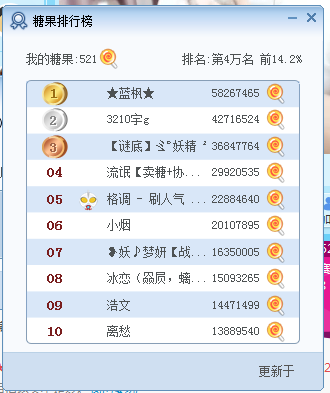 糖果排行榜
我的糖果:521 排名:第4万名 前14.2%
1 ★蓝枫★ 58267465
2 3210宇g 42716524
3 【谜底】 妖精 ² 36847764
04 流氓【卖糖+协... 29920535
05 格调 - 刷人气 ... 22884640
06 小烟 20107895
07 ❥妖♪梦妍【战... 16350005
08 冰恋（骉质，蠕... 15093265
09 浩文 14471499
10 离愁 13889540
更新于